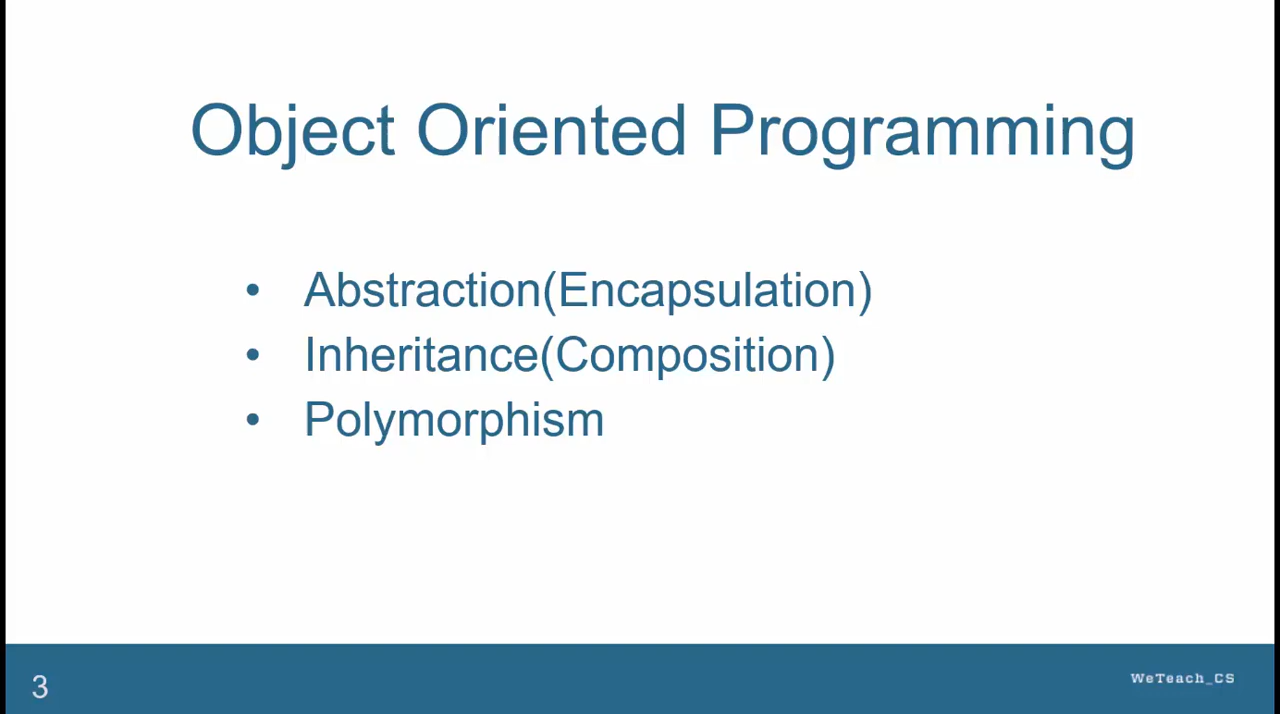 Object Oriented Programming
• Abstraction(Encapsulation)
• Inheritance(Composition)
• Polymorphism
3
WeTeach_CS